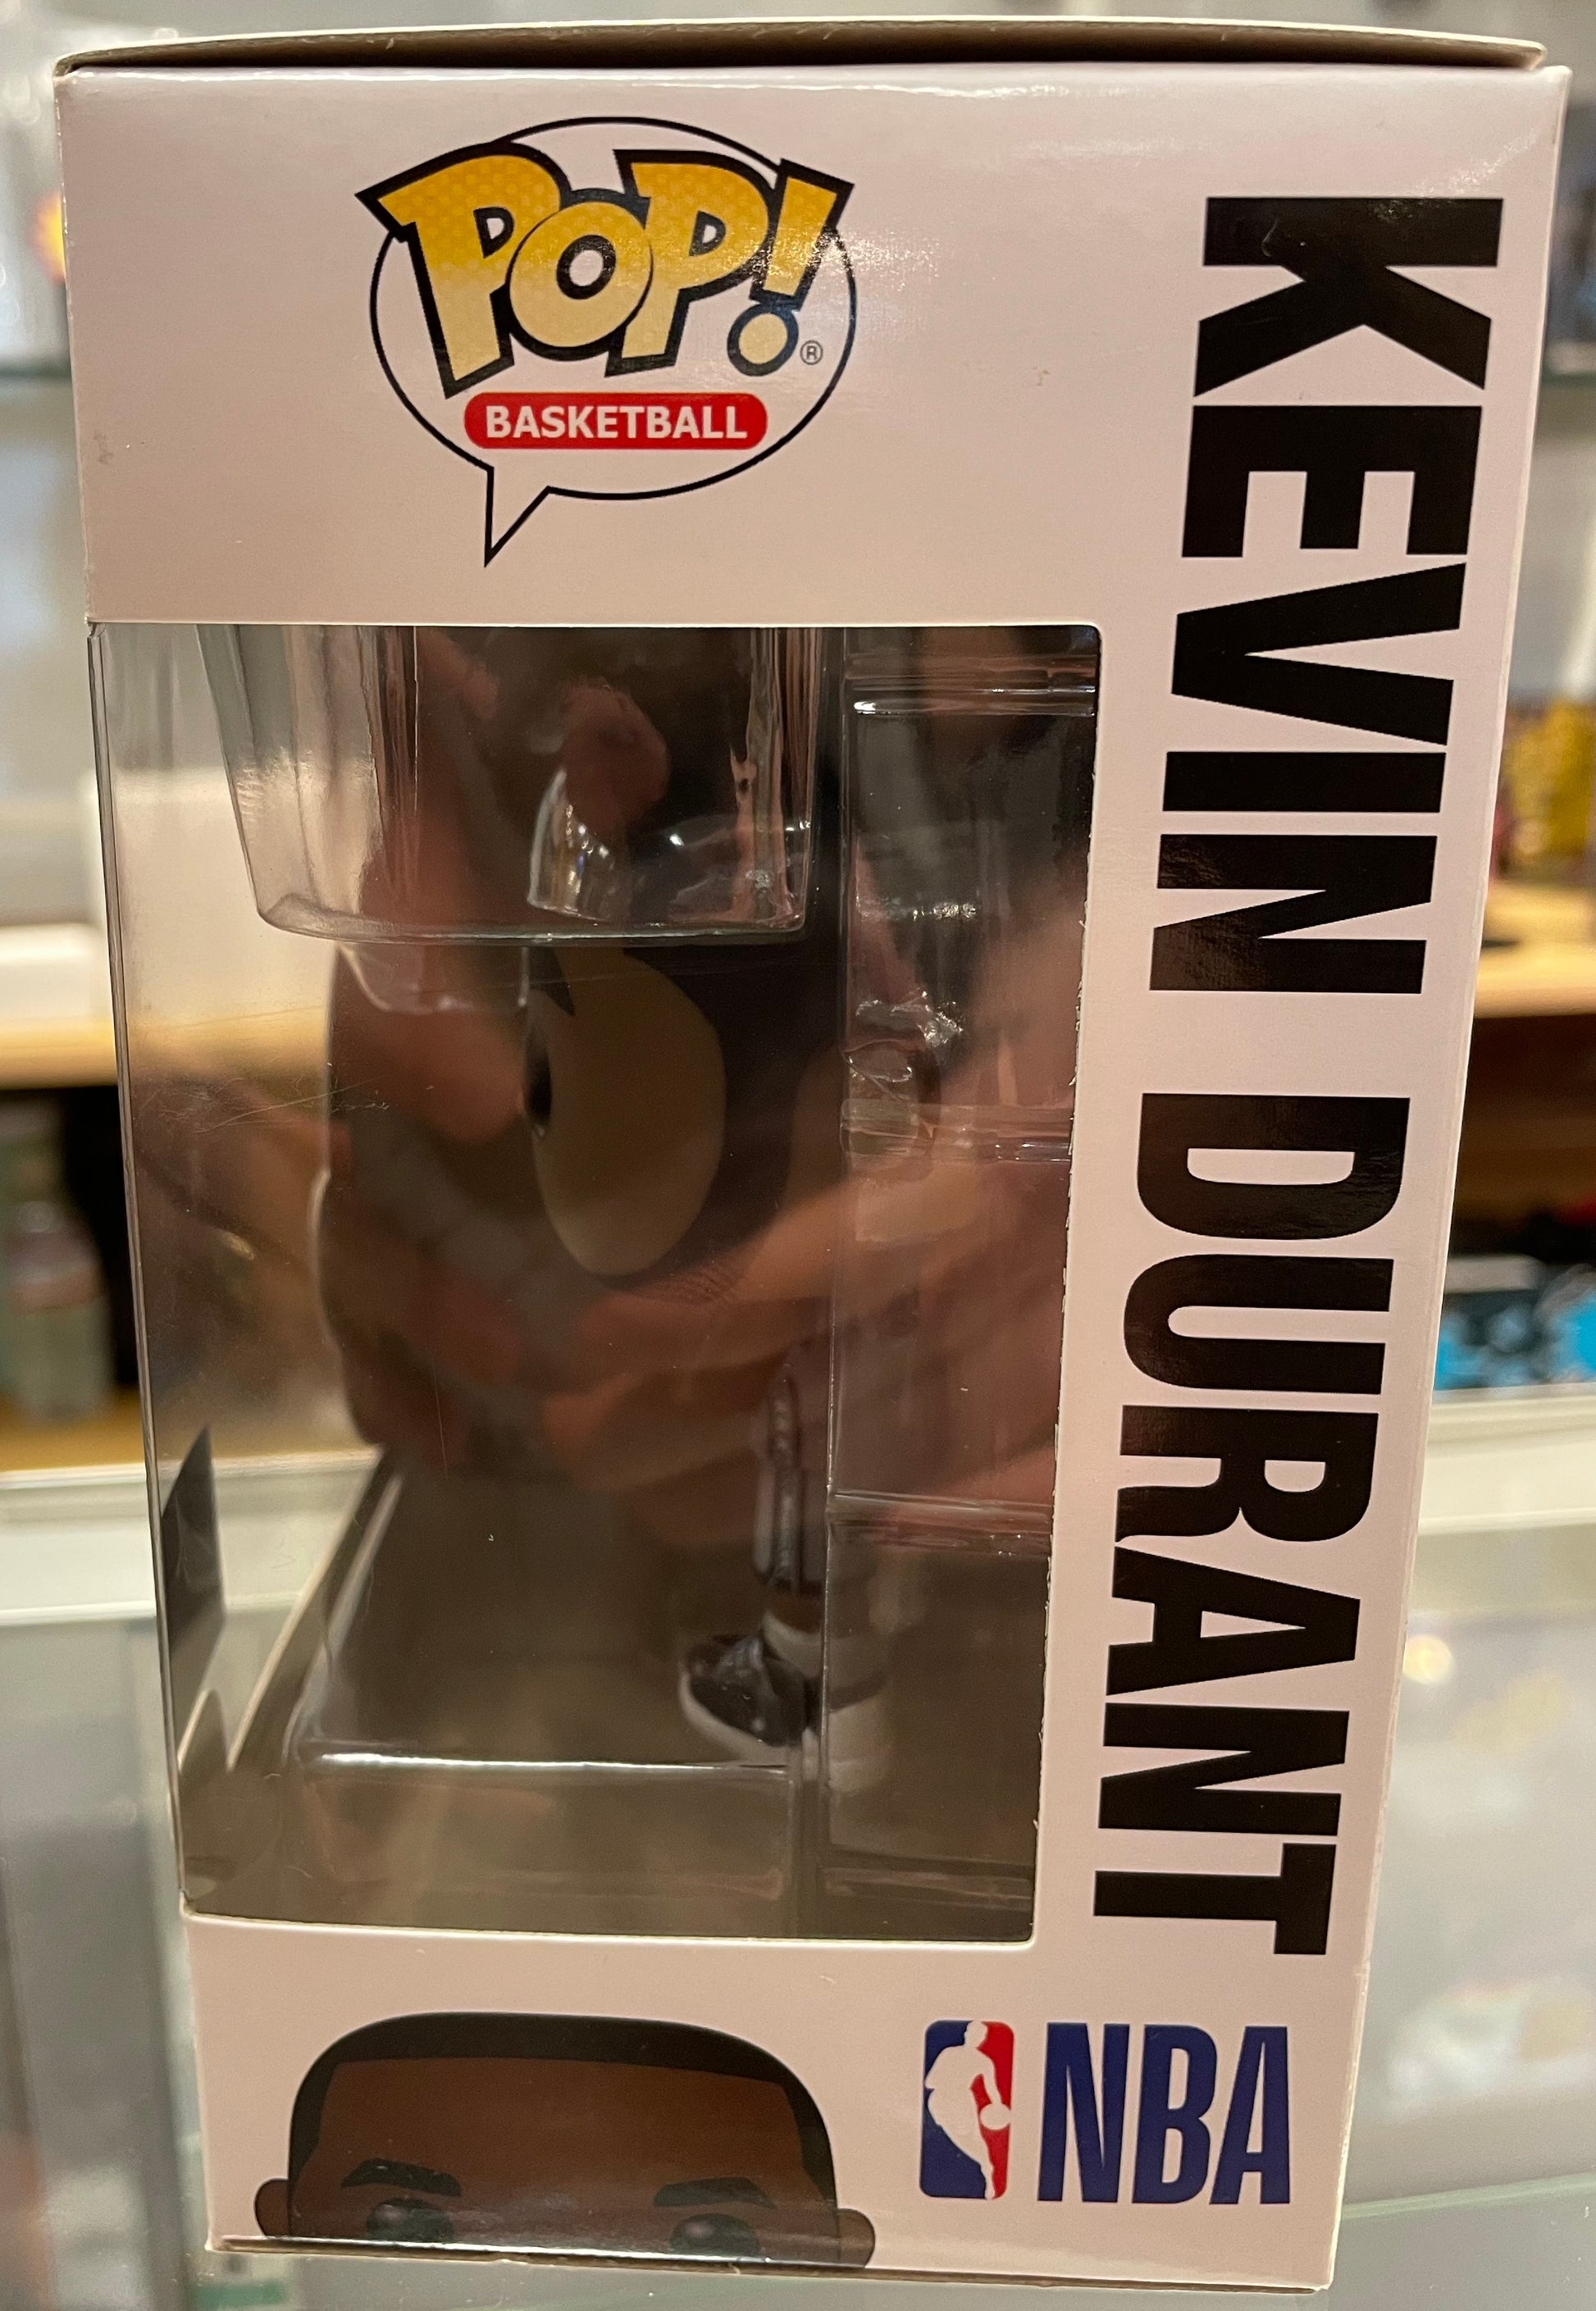 POP!
®
BASKETBALL
KEVIN DURANT
NBA